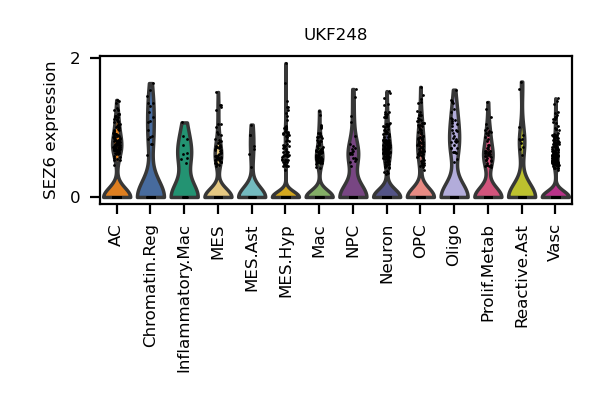 UKF248
SEZ6 expression
2
0
AC
Chromatin.Reg
Inflammatory.Mac
MES
MES.Ast
MES.Hyp
Mac
NPC
Neuron
OPC
Oligo
Prolif.Metab
Reactive.Ast
Vasc